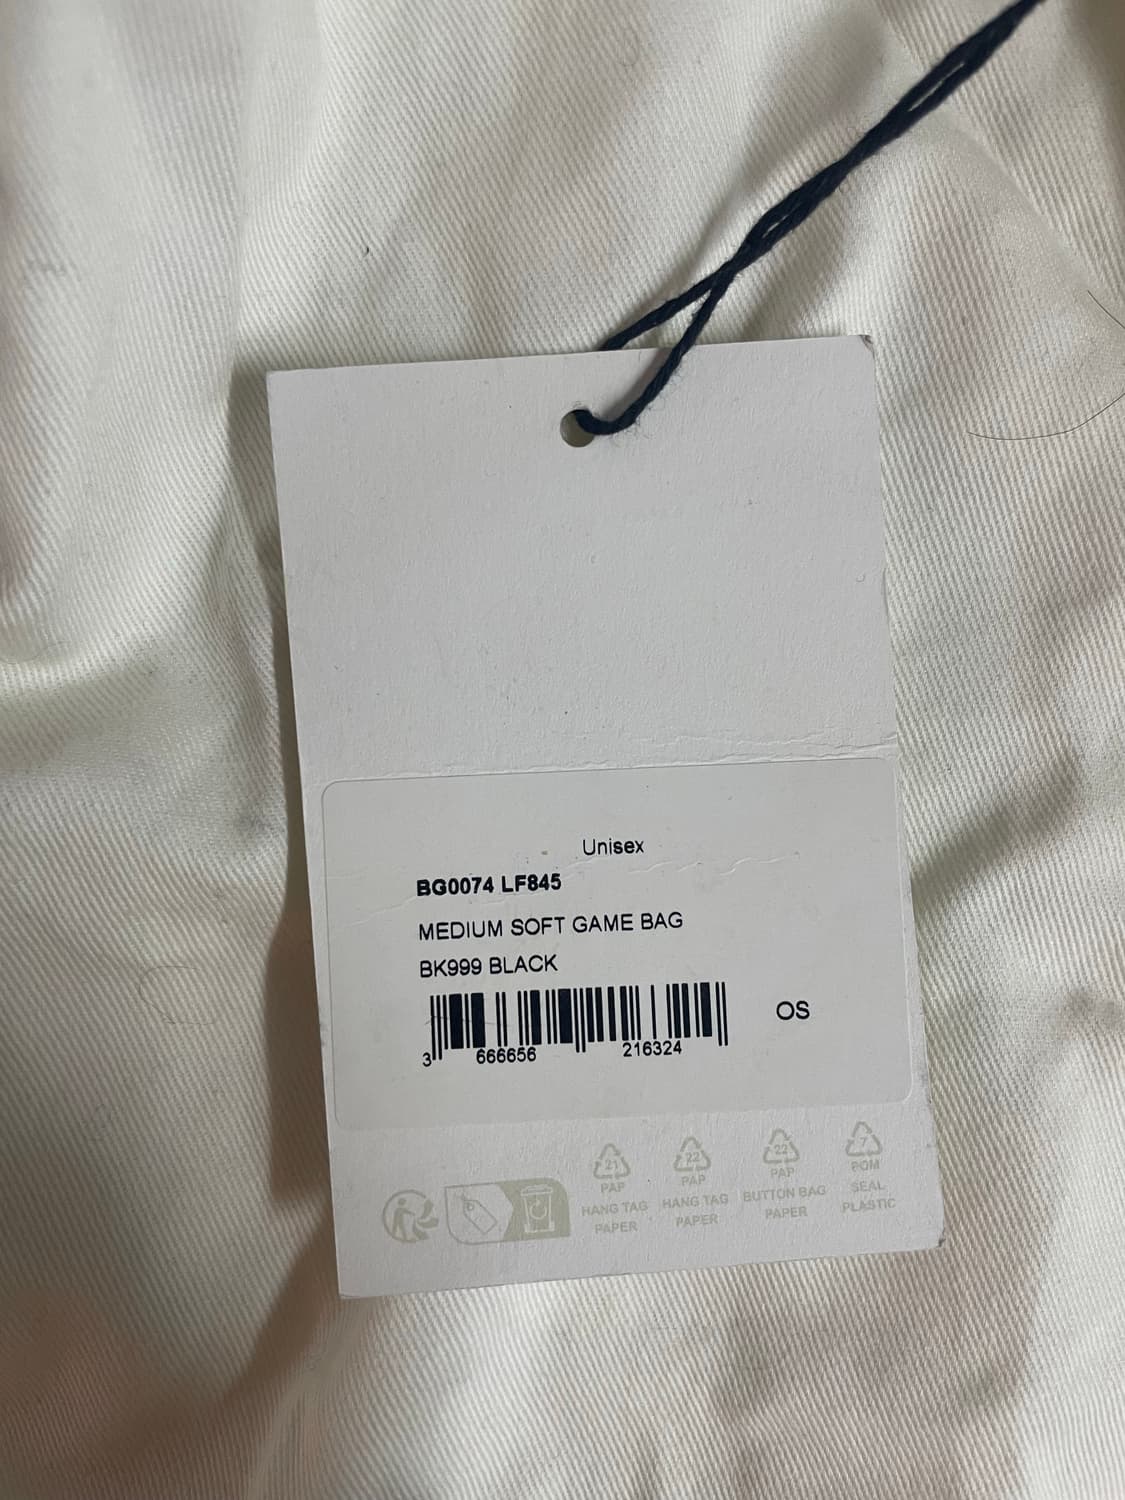 Unisex
BG0074 LF845
MEDIUM SOFT GAME BAG
BK999 BLACK
OS
3 666656 216324
21 22 22 7
PAP PAP PAP POM
HANG TAG PAPER
HANG TAG PAPER
BUTTON BAG PAPER
SEAL PLASTIC